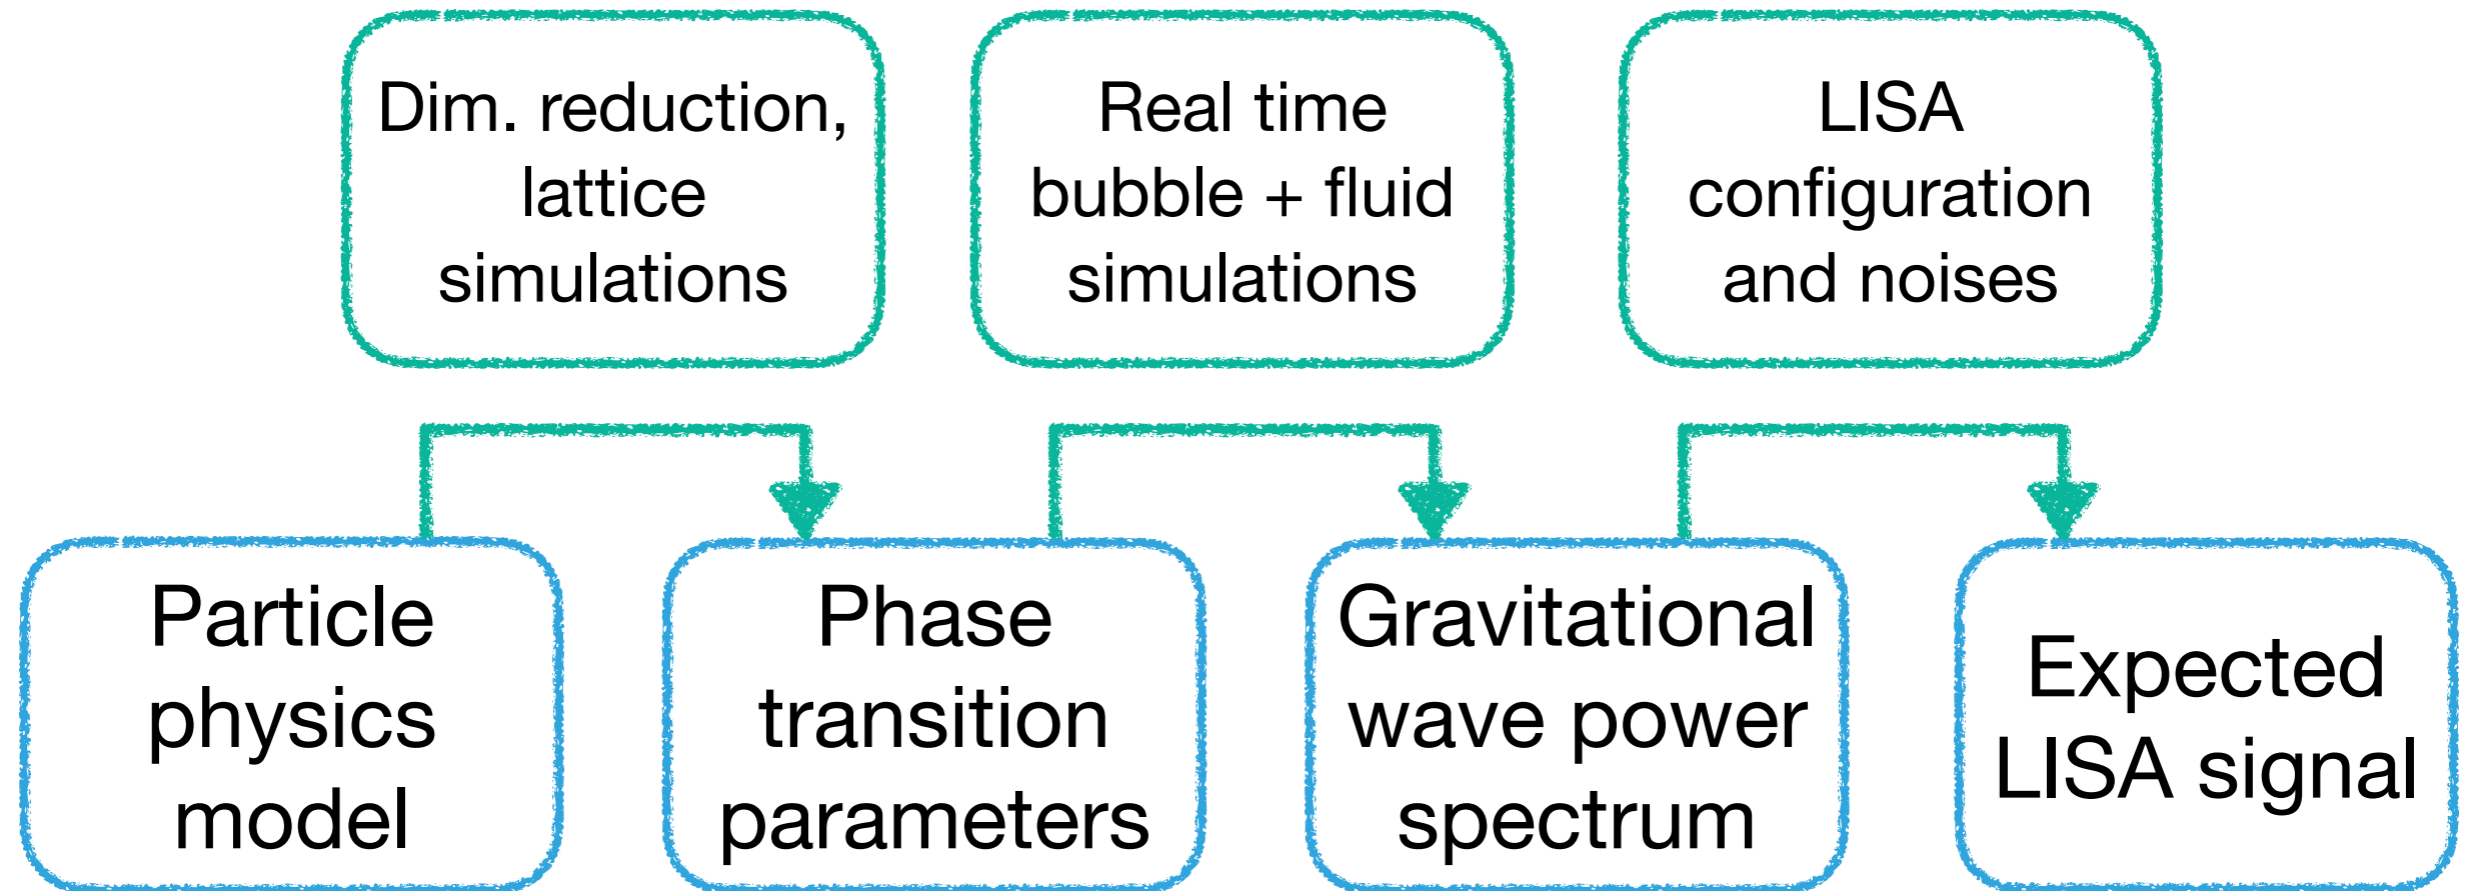 Dim. reduction,
lattice
simulations
Real time
bubble + fluid
simulations
LISA
configuration
and noises
Particle
physics
model
Phase
transition
parameters
Gravitational
wave power
spectrum
Expected
LISA signal